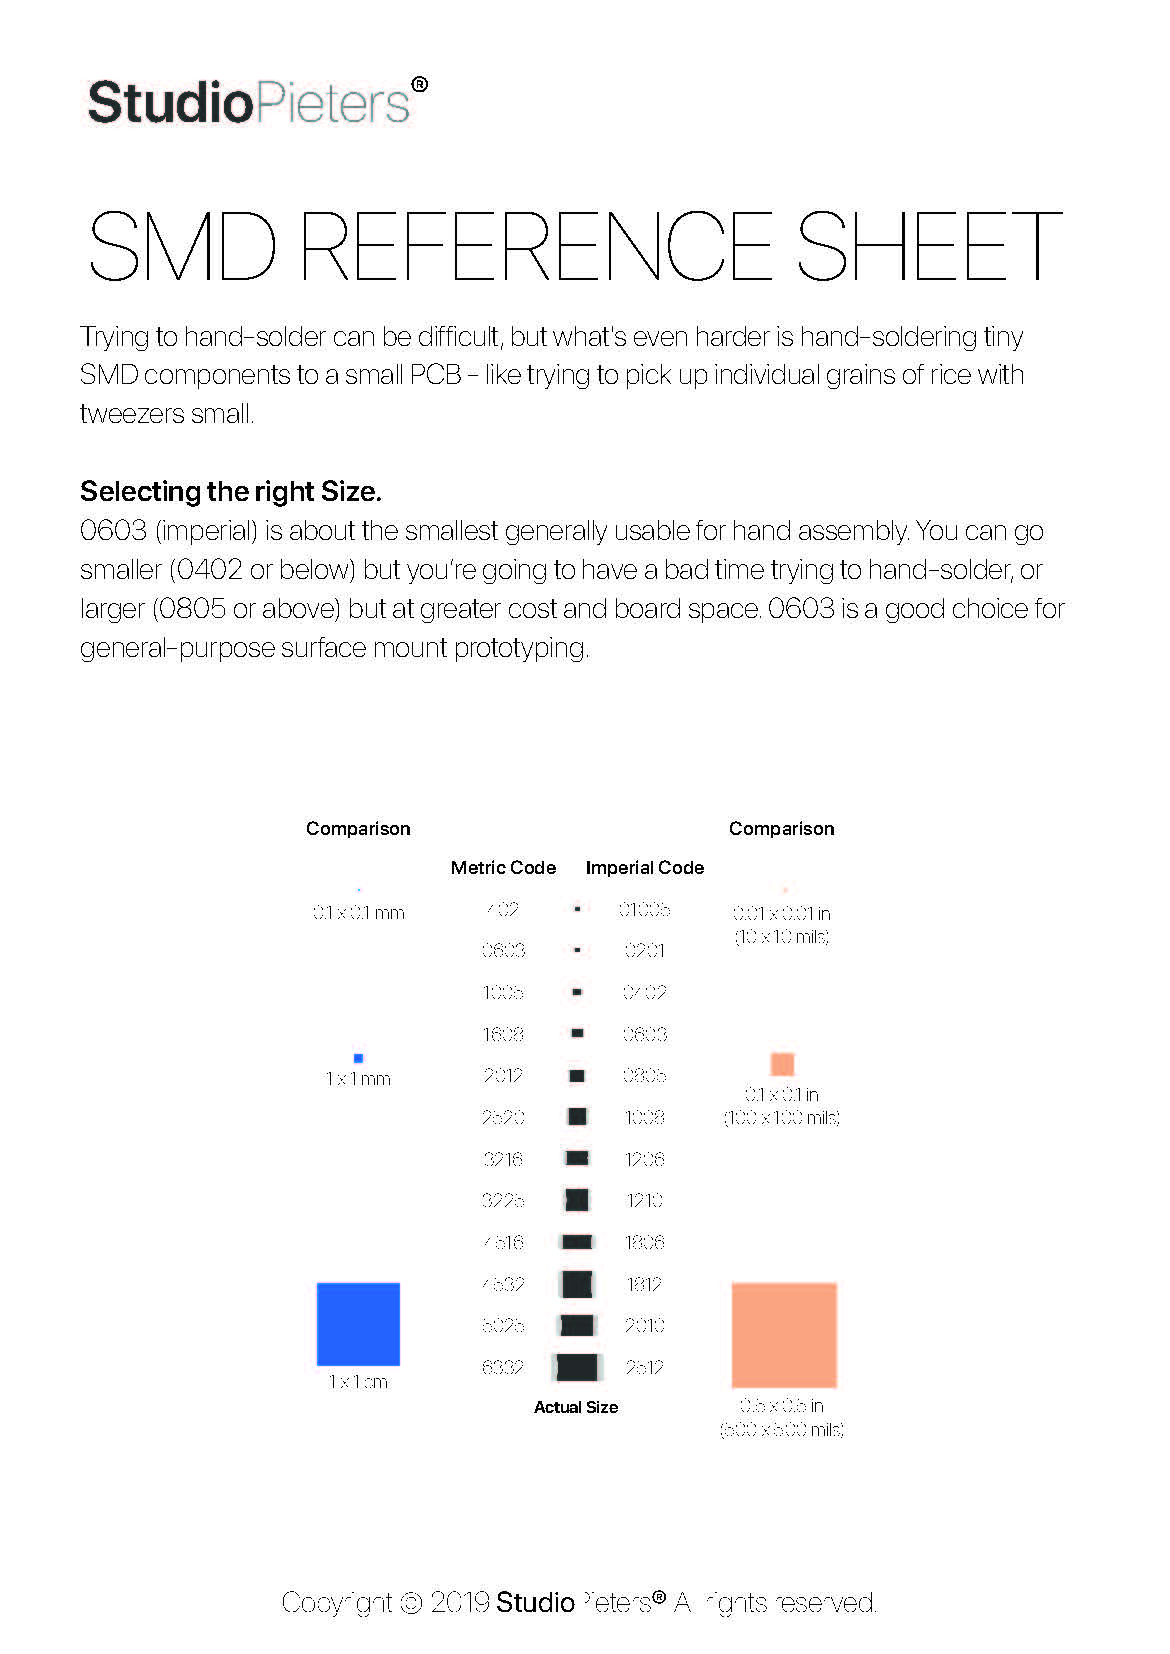 StudioPieters®
SMD REFERENCE SHEET
Trying to hand-solder can be difficult, but what's even harder is hand-soldering tiny
SMD components to a small PCB - like trying to pick up individual grains of rice with
tweezers small.
Selecting the right Size.
0603 (imperial) is about the smallest generally usable for hand assembly. You can go
smaller (0402 or below) but you're going to have a bad time trying to hand-solder, or
larger (0805 or above) but at greater cost and board space. 0603 is a good choice for
general-purpose surface mount prototyping.
Comparison Comparison
Metric Code Imperial Code
0.1 x 0.1 mm 402 01005 0.01 x 0.01 in
(10 x 10 mils)
0603 0201
1005 0402
1608 0603
1 x 1 mm 2012 0805 0.1 x 0.1 in
2520 1008 (100 x 100 mils)
3216 1206
3225 1210
4516 1806
4532 1812
5025 2010
6332 2512
1 x 1 cm
Actual Size 0.5 x 0.5 in
(500 x 500 mils)
Copyright © 2019 Studio Pieters® All rights reserved.